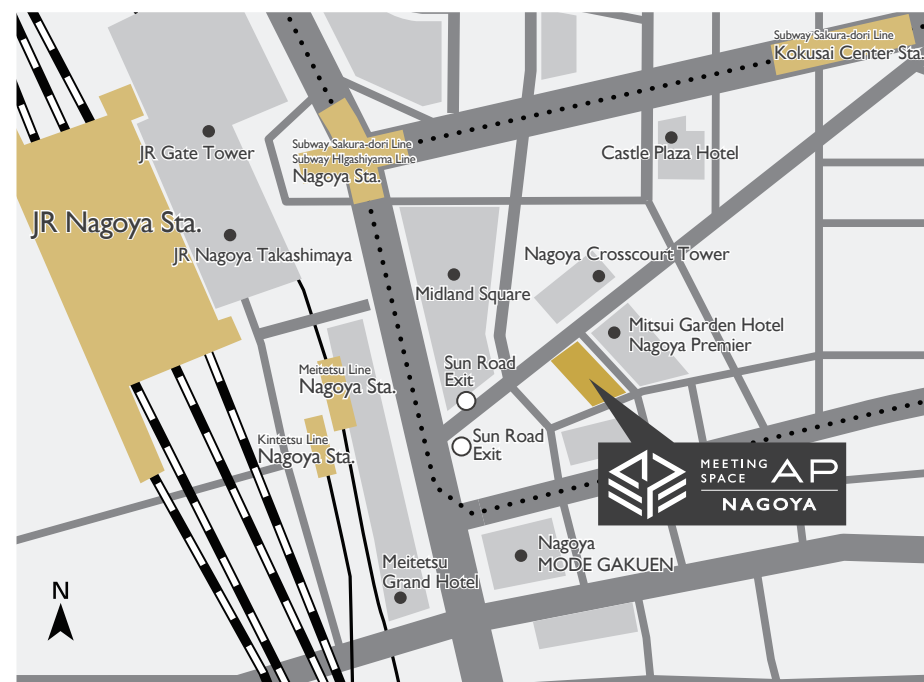 Subway Sakura-dori Line
Kokusai Center Sta.
JR Gate Tower
Subway Sakura-dori Line
Subway HIgashiyama Line
Nagoya Sta.
Castle Plaza Hotel
JR Nagoya Sta.
JR Nagoya Takashimaya
Nagoya Crosscourt Tower
Midland Square
Mitsui Garden Hotel
Nagoya Premier
Sun Road
Exit
Meitetsu Line
Nagoya Sta.
Kintetsu Line
Nagoya Sta.
Sun Road
Exit
MEETING
SPACE AP
NAGOYA
Nagoya
MODE GAKUEN
Meitetsu
Grand Hotel
N